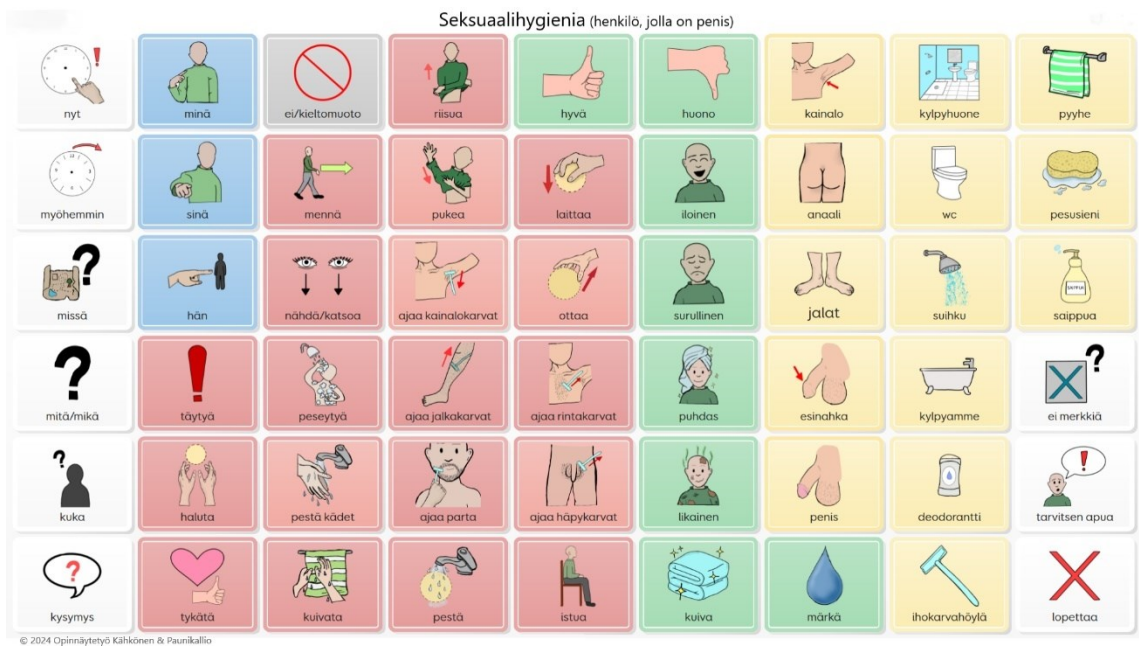 Seksuaalihygienia (henkilö, jolla on penis)
nyt
minä
ei/kieltomuoto
riisua
hyvä
huono
kainalo
kylpyhuone
pyyhe
myöhemmin
sinä
mennä
pukea
laittaa
iloinen
anaali
wc
pesusieni
missä
hän
nähdä/katsoa
ajaa kainalokarvat
ottaa
surullinen
jalat
suihku
SAIPPUA
saippua
mitä/mikä
täytyä
peseytyä
ajaa jalkakarvat
ajaa rintakarvat
puhdas
esinahka
kylpyamme
ei merkkiä
kuka
haluta
pestä kädet
ajaa parta
ajaa häpykarvat
likainen
penis
deodorantti
tarvitsen apua
kysymys
tykätä
kuivata
pestä
istua
kuiva
märkä
ihokarvahöylä
lopettaa
© 2024 Opinnäytetyö Kähkönen & Paunikallio